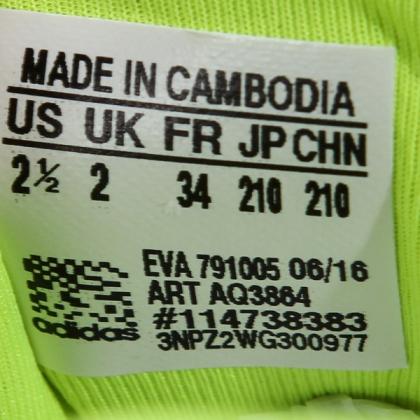 MADE IN CAMBODIA
US UK FR JP CHN
2½ 2 34 210 210
EVA 791005 06/16
ART AQ3864
#114738383
3NPZ2WG300977
adidas